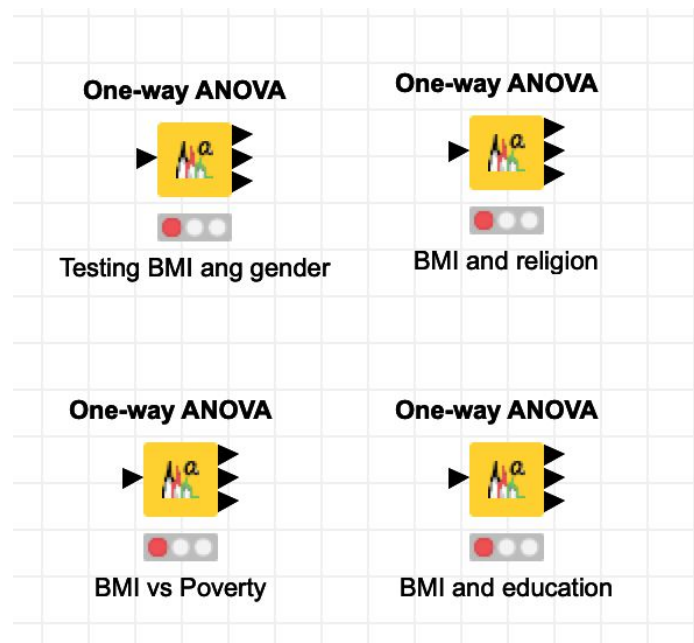 One-way ANOVA
Testing BMI ang gender
One-way ANOVA
BMI and religion
One-way ANOVA
BMI vs Poverty
One-way ANOVA
BMI and education